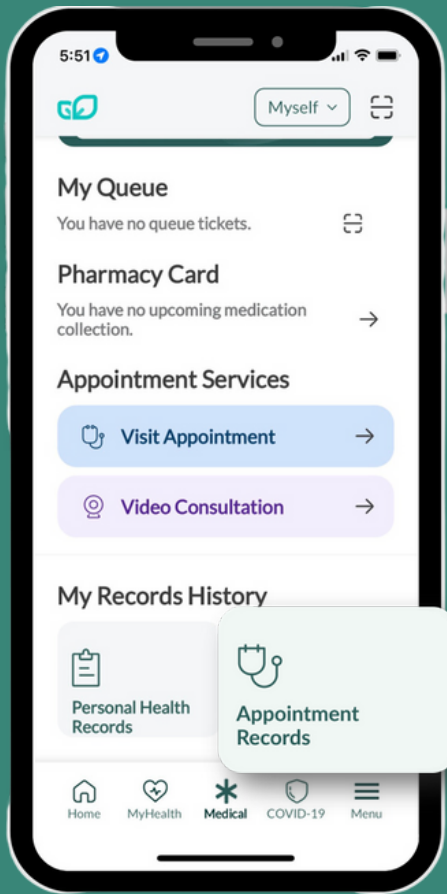 5:51
Myself
My Queue
You have no queue tickets.
Pharmacy Card
You have no upcoming medication
collection.
Appointment Services
Visit Appointment
Video Consultation
My Records History
Personal Health
Records
Appointment
Records
Home
MyHealth
Medical
COVID-19
Menu